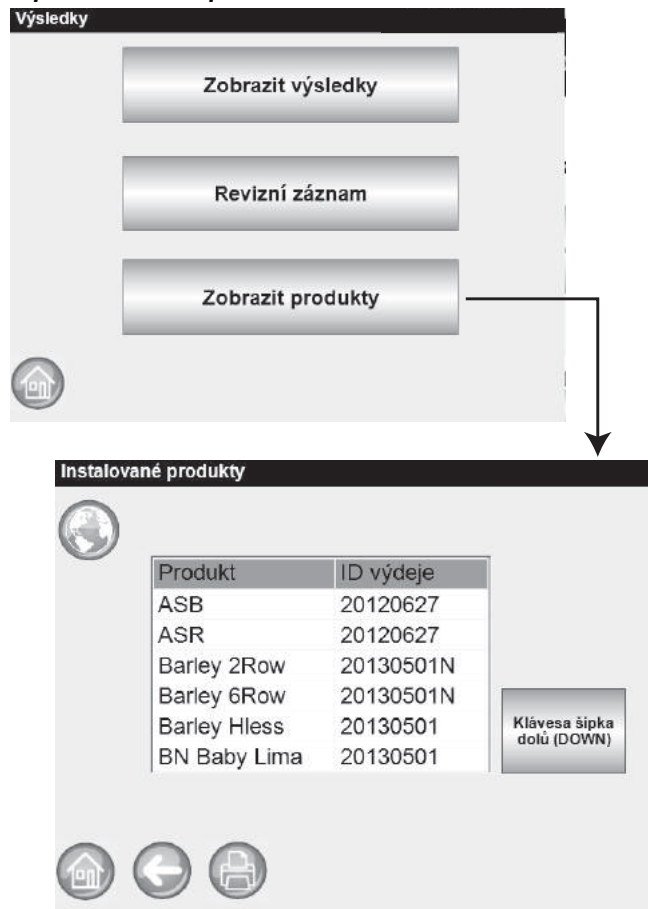 Výsledky
Zobrazit výsledky
Revizní záznam
Zobrazit produkty
Instalované produkty
Produkt ID výdeje
ASB 20120627
ASR 20120627
Barley 2Row 20130501N
Barley 6Row 20130501N
Barley Hless 20130501
BN Baby Lima 20130501
Klávesa šipka
dolů (DOWN)